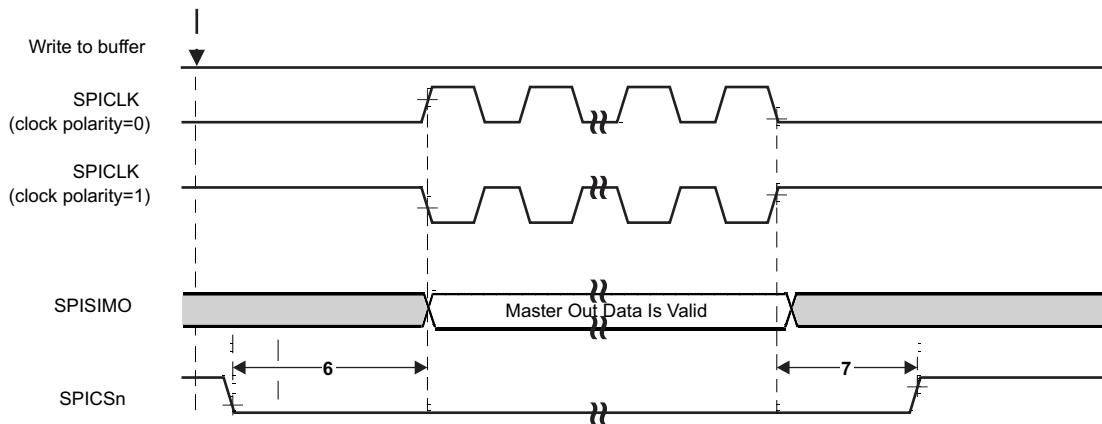 Write to buffer
SPICLK
(clock polarity=0)
SPICLK
(clock polarity=1)
SPISIMO
Master Out Data Is Valid
6
7
SPICSn